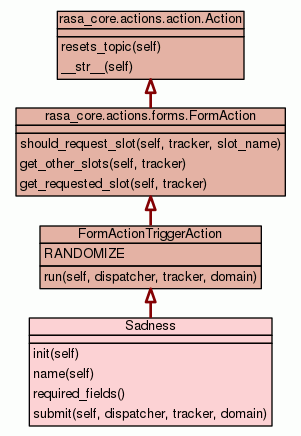 rasa_core.actions.action.Action
resets_topic(self)
__str__(self)
rasa_core.actions.forms.FormAction
should_request_slot(self, tracker, slot_name)
get_other_slots(self, tracker)
get_requested_slot(self, tracker)
FormActionTriggerAction
RANDOMIZE
run(self, dispatcher, tracker, domain)
Sadness
init(self)
name(self)
required_fields()
submit(self, dispatcher, tracker, domain)